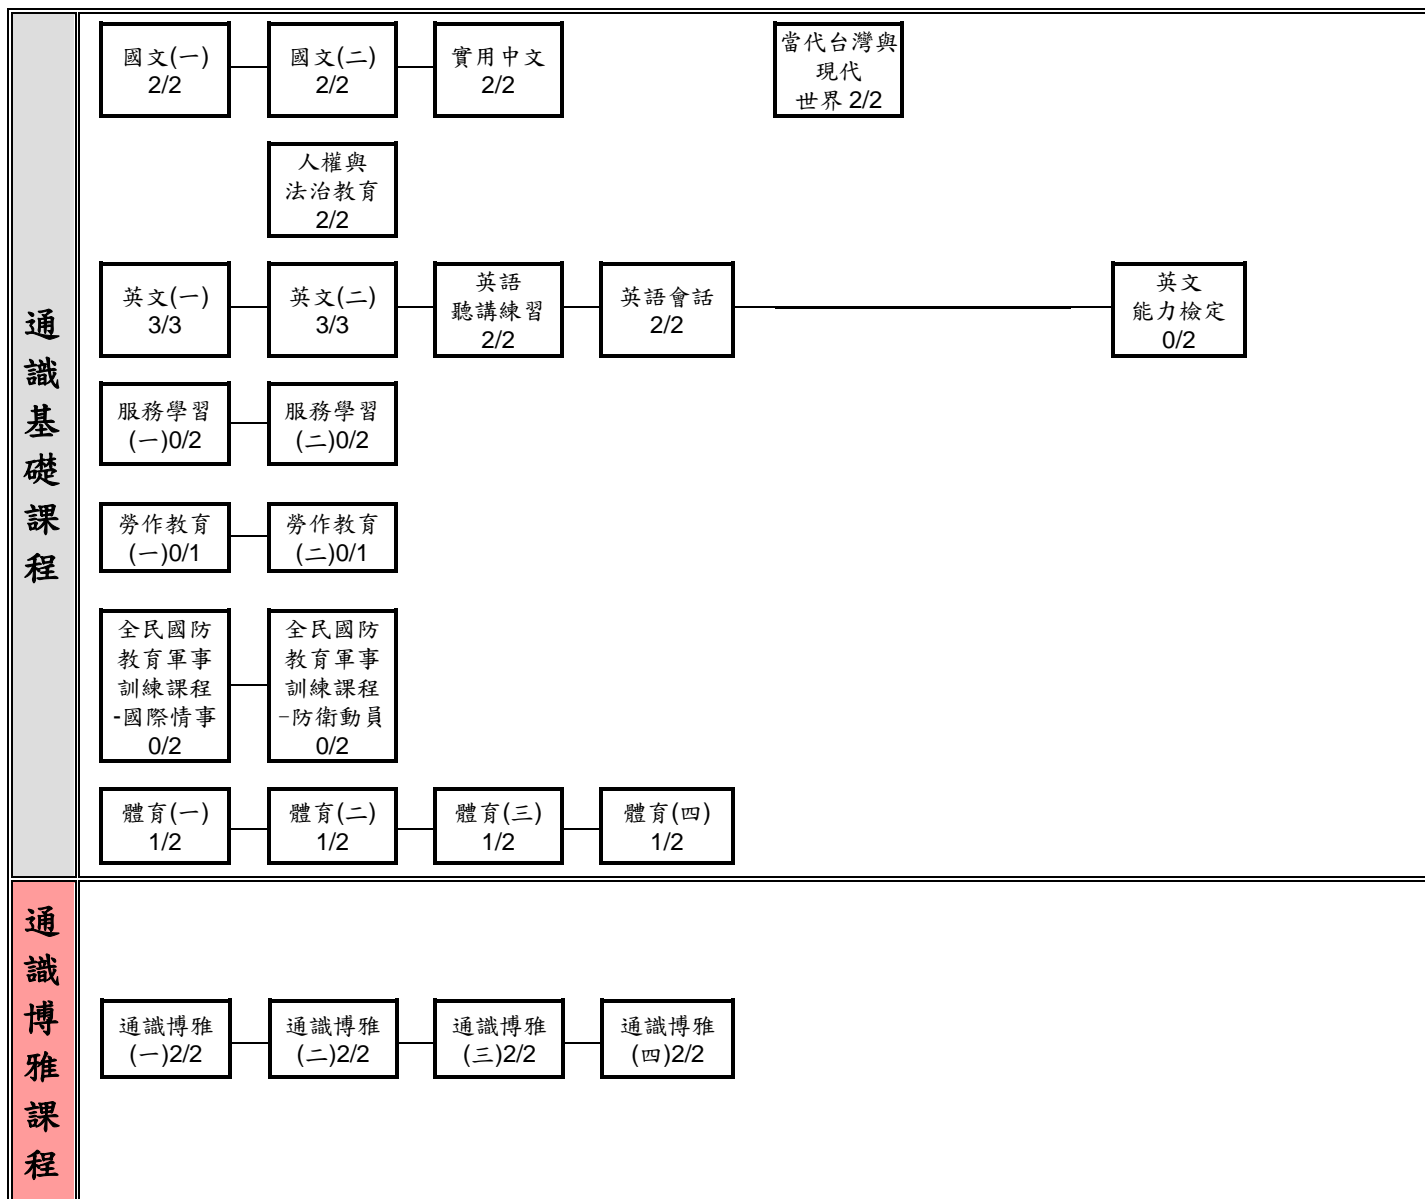 通識基礎課程
國文(一)
2/2
國文(二)
2/2
實用中文
2/2
當代台灣與
現代
世界 2/2
人權與
法治教育
2/2
英文(一)
3/3
英文(二)
3/3
英語
聽講練習
2/2
英語會話
2/2
英文
能力檢定
0/2
服務學習
(一)0/2
服務學習
(二)0/2
勞作教育
(一)0/1
勞作教育
(二)0/1
全民國防
教育軍事
訓練課程
-國際情事
0/2
全民國防
教育軍事
訓練課程
-防衛動員
0/2
體育(一)
1/2
體育(二)
1/2
體育(三)
1/2
體育(四)
1/2
通識博雅課程
通識博雅
(一)2/2
通識博雅
(二)2/2
通識博雅
(三)2/2
通識博雅
(四)2/2